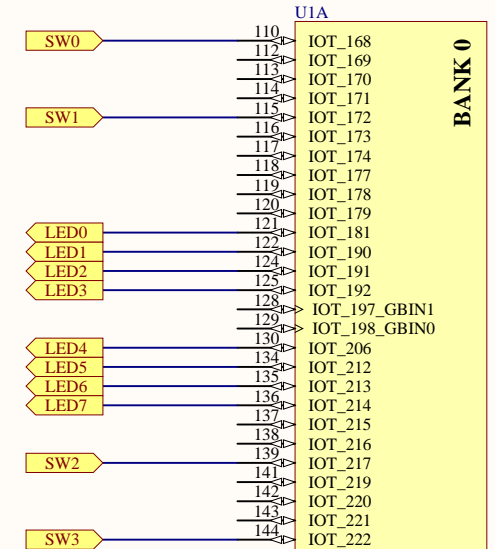 U1A
BANK 0
SW0 110 IOT_168
112 IOT_169
113 IOT_170
114 IOT_171
SW1 115 IOT_172
116 IOT_173
117 IOT_174
118 IOT_177
119 IOT_178
120 IOT_179
LED0 121 IOT_181
LED1 122 IOT_190
LED2 124 IOT_191
LED3 125 IOT_192
128 IOT_197_GBIN1
129 IOT_198_GBIN0
LED4 130 IOT_206
LED5 134 IOT_212
LED6 135 IOT_213
LED7 136 IOT_214
137 IOT_215
138 IOT_216
SW2 139 IOT_217
141 IOT_219
142 IOT_220
143 IOT_221
SW3 144 IOT_222